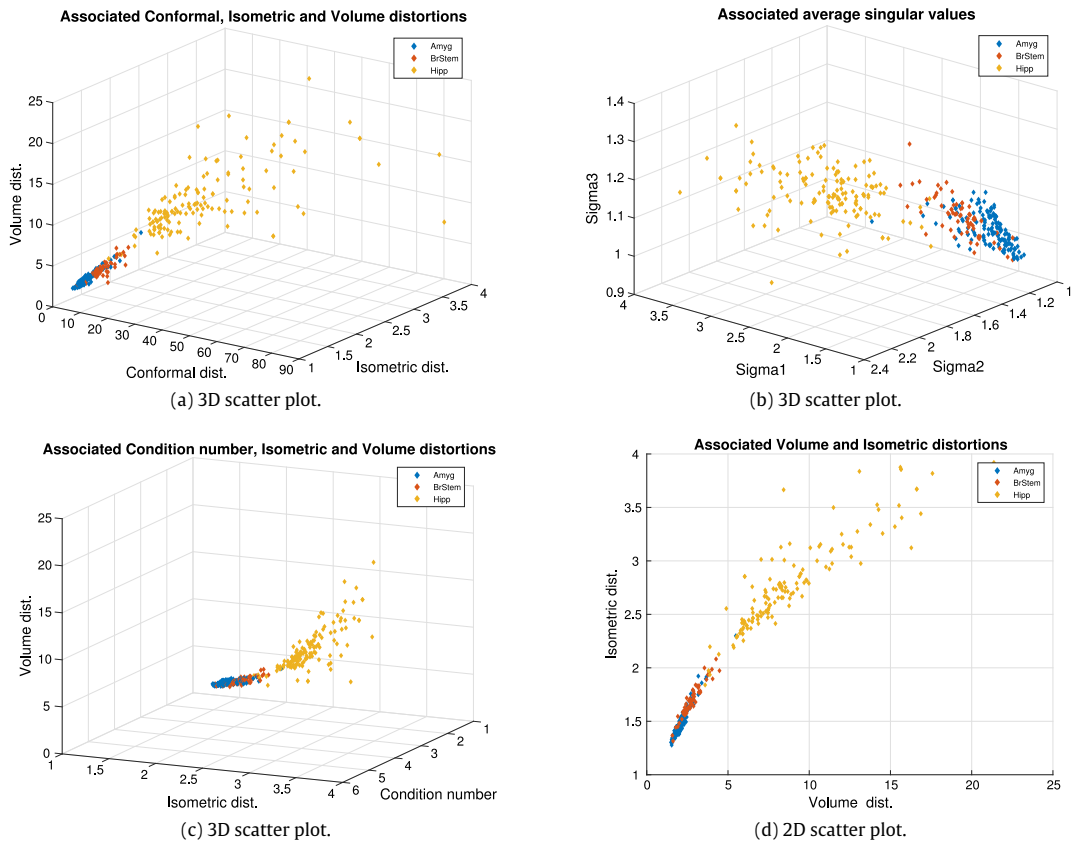 Associated Conformal, Isometric and Volume distortions
Amyg
BrStem
Hipp
25
20
15
10
5
0
Volume dist.
0
10
20
30
40
50
60
70
80
90
Conformal dist.
1
1.5
2
2.5
3
3.5
4
Isometric dist.
(a) 3D scatter plot.
Associated average singular values
Amyg
BrStem
Hipp
1.4
1.3
1.2
1.1
1
0.9
Sigma3
4
3.5
3
2.5
2
1.5
1
Sigma1
2.4
2.2
2
1.8
1.6
1.4
1.2
1
Sigma2
(b) 3D scatter plot.
Associated Condition number, Isometric and Volume distortions
Amyg
BrStem
Hipp
25
20
15
10
5
0
Volume dist.
1
1.5
2
2.5
3
3.5
4
Isometric dist.
6
5
4
3
2
1
Condition number
(c) 3D scatter plot.
Associated Volume and Isometric distortions
Amyg
BrStem
Hipp
4
3.5
3
2.5
2
1.5
1
Isometric dist.
0
5
10
15
20
25
Volume dist.
(d) 2D scatter plot.